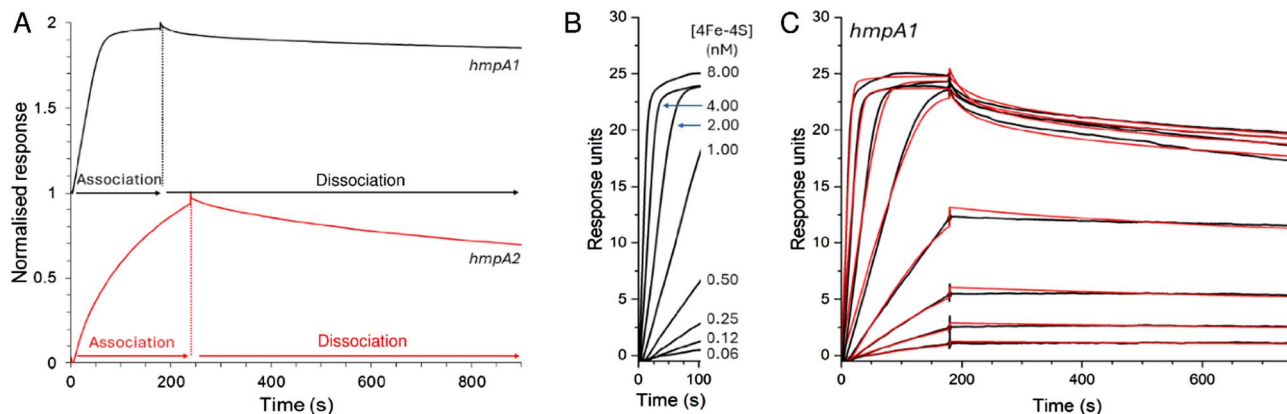 A
Normalised response
2
1
2
1
0.5
0
hmpA1
Association
Dissociation
hmpA2
Association
Dissociation
0
200
400
600
800
Time (s)
B
Response units
30
25
20
15
10
5
0
[4Fe-4S]
(nM)
8.00
4.00
2.00
1.00
0.50
0.25
0.12
0.06
0
50
100
Time (s)
C
hmpA1
Response units
30
25
20
15
10
5
0
0
200
400
600
Time (s)